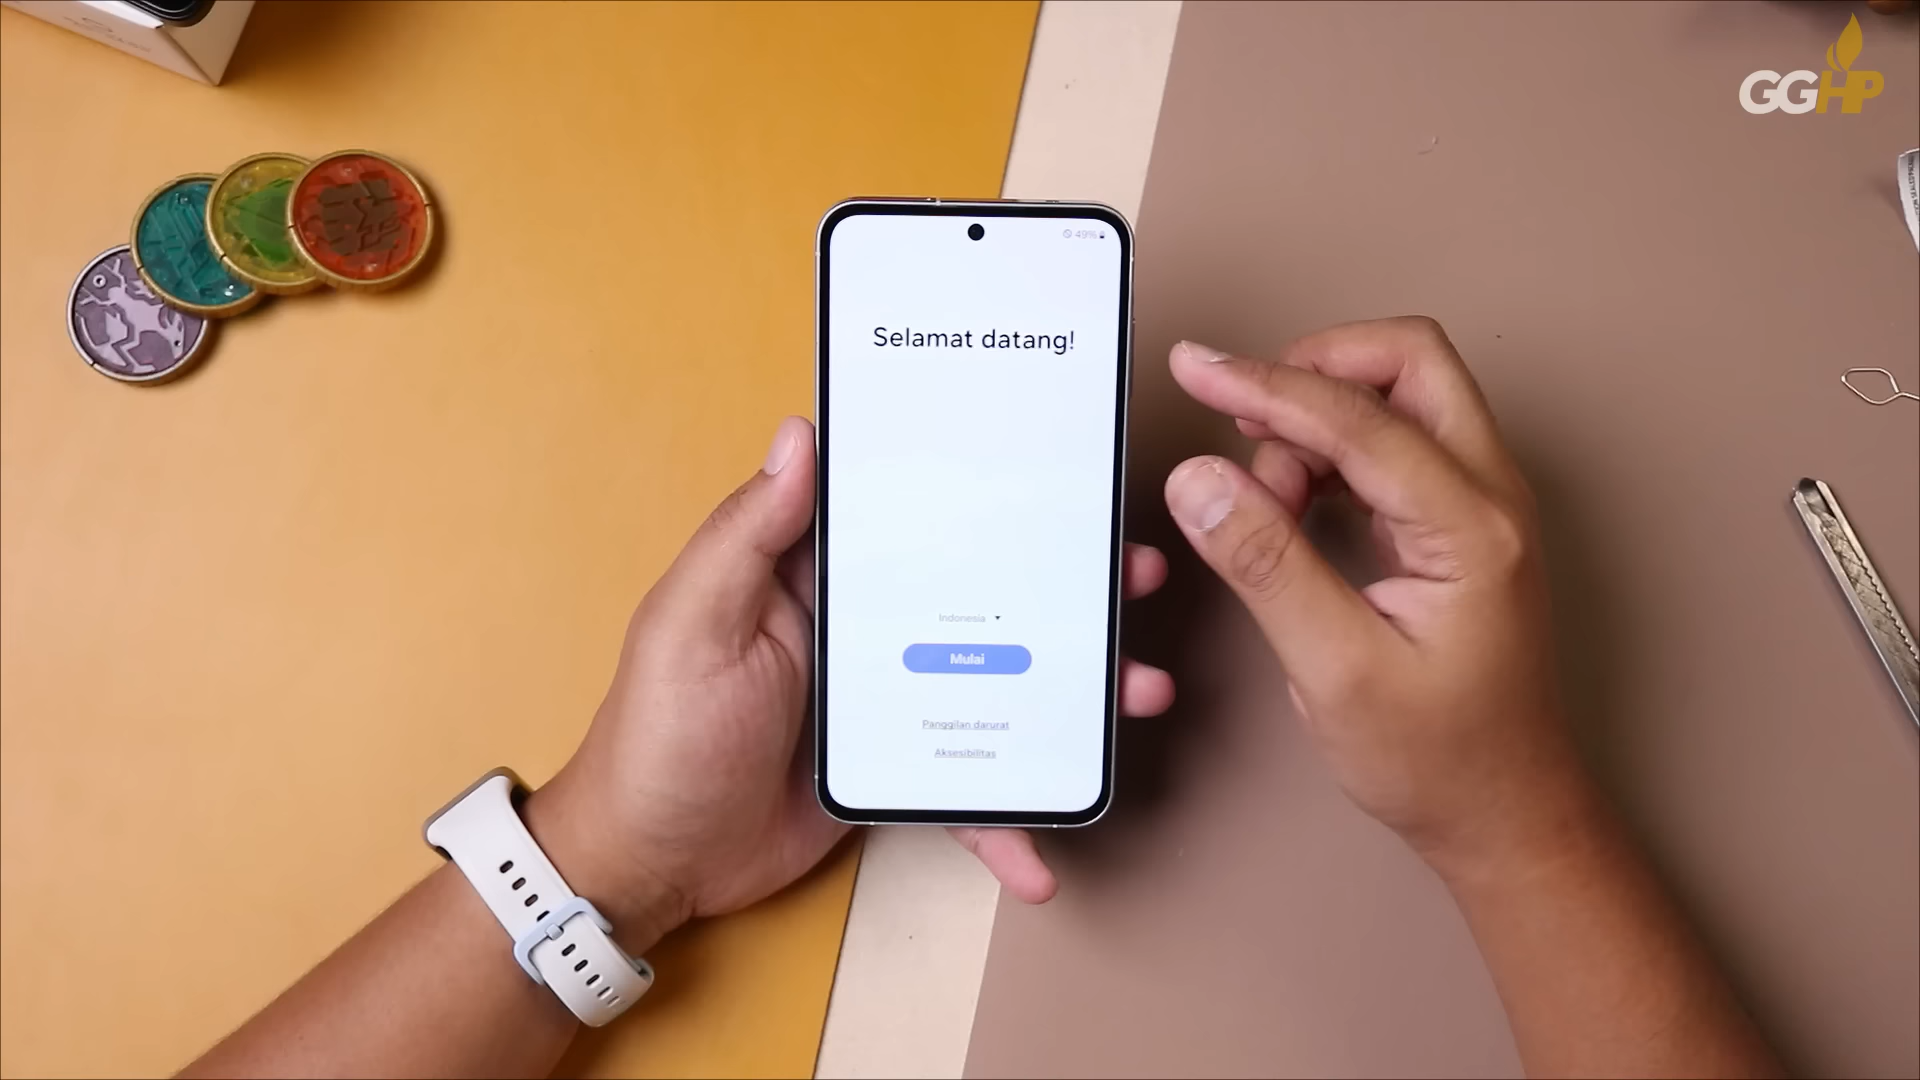 GGHP
49%
Selamat datang!
Indonesia
Mulai
Panggilan darurat
Aksesibilitas